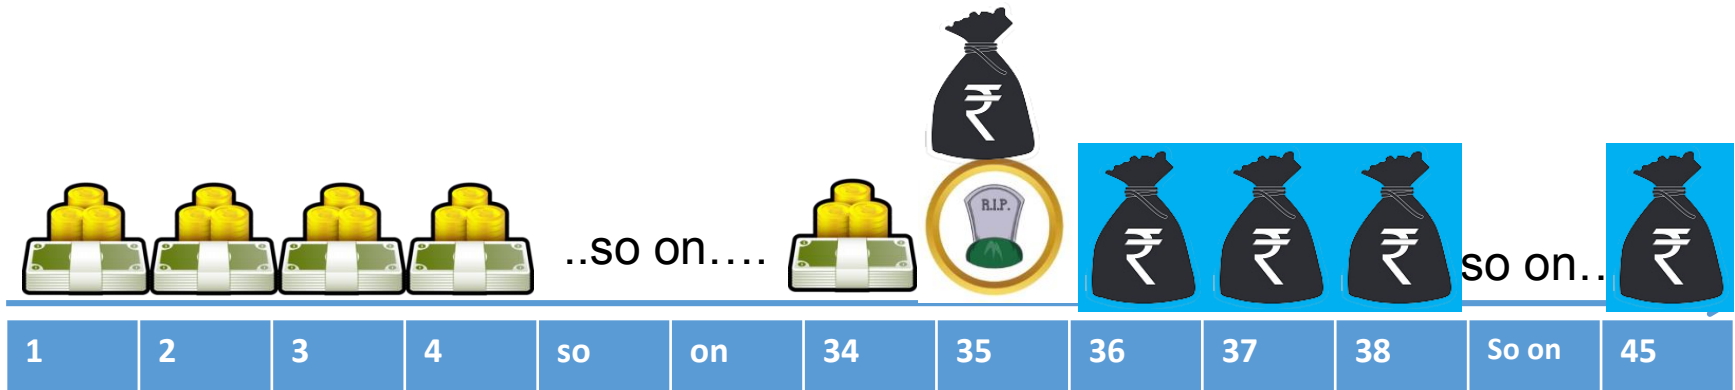 ₹
R.I.P.
..so on…. ₹ ₹ ₹ so on.. ₹
1 2 3 4 so on 34 35 36 37 38 So on 45